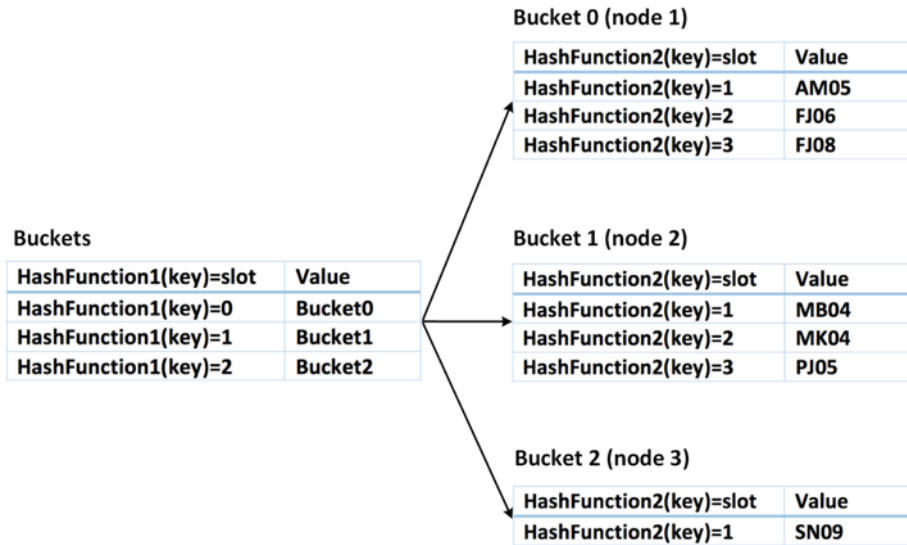 Bucket 0 (node 1)
HashFunction2(key)=slot Value
HashFunction2(key)=1 AM05
HashFunction2(key)=2 FJ06
HashFunction2(key)=3 FJ08
Buckets
HashFunction1(key)=slot Value
HashFunction1(key)=0 Bucket0
HashFunction1(key)=1 Bucket1
HashFunction1(key)=2 Bucket2
Bucket 1 (node 2)
HashFunction2(key)=slot Value
HashFunction2(key)=1 MB04
HashFunction2(key)=2 MK04
HashFunction2(key)=3 PJ05
Bucket 2 (node 3)
HashFunction2(key)=slot Value
HashFunction2(key)=1 SN09